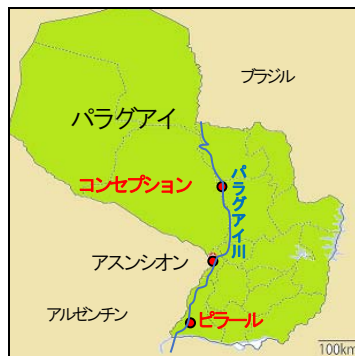 ブラジル
パラグアイ
コンセプション
パラグアイ川
アスンシオン
アルゼンチン
ピラール
100km